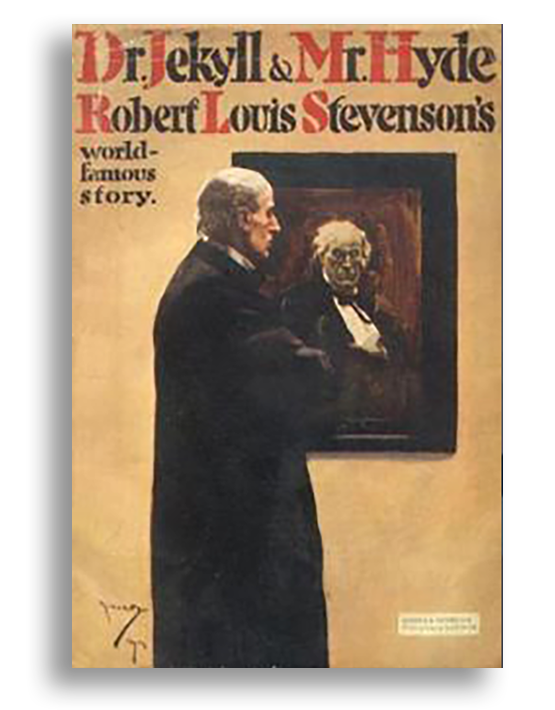 Dr. Jekyll & Mr. Hyde
Robert Louis Stevenson's
world-
famous
story.